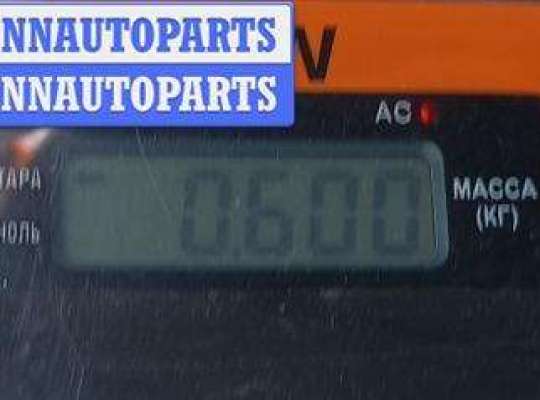 NNAUTOPARTS
NNAUTOPARTS
V
AC
ТАРА
НОЛЬ
0.600
МАССА
(КГ)